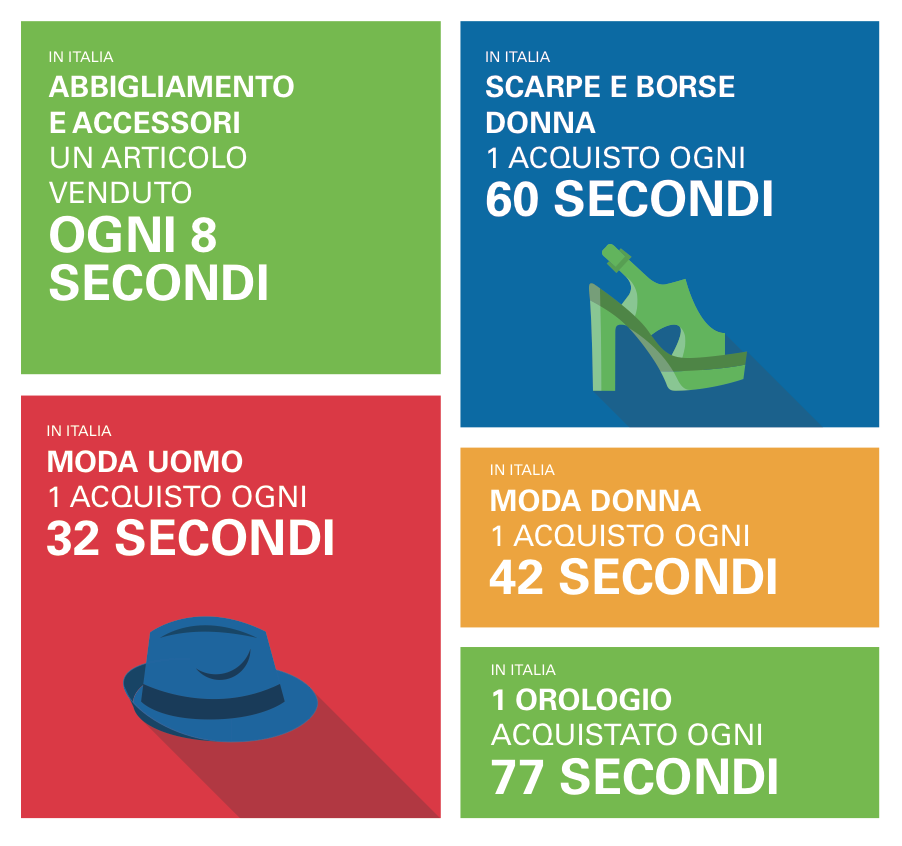 IN ITALIA
ABBIGLIAMENTO
E ACCESSORI
UN ARTICOLO
VENDUTO
OGNI 8
SECONDI
IN ITALIA
SCARPE E BORSE
DONNA
1 ACQUISTO OGNI
60 SECONDI
IN ITALIA
MODA UOMO
1 ACQUISTO OGNI
32 SECONDI
IN ITALIA
MODA DONNA
1 ACQUISTO OGNI
42 SECONDI
IN ITALIA
1 OROLOGIO
ACQUISTATO OGNI
77 SECONDI